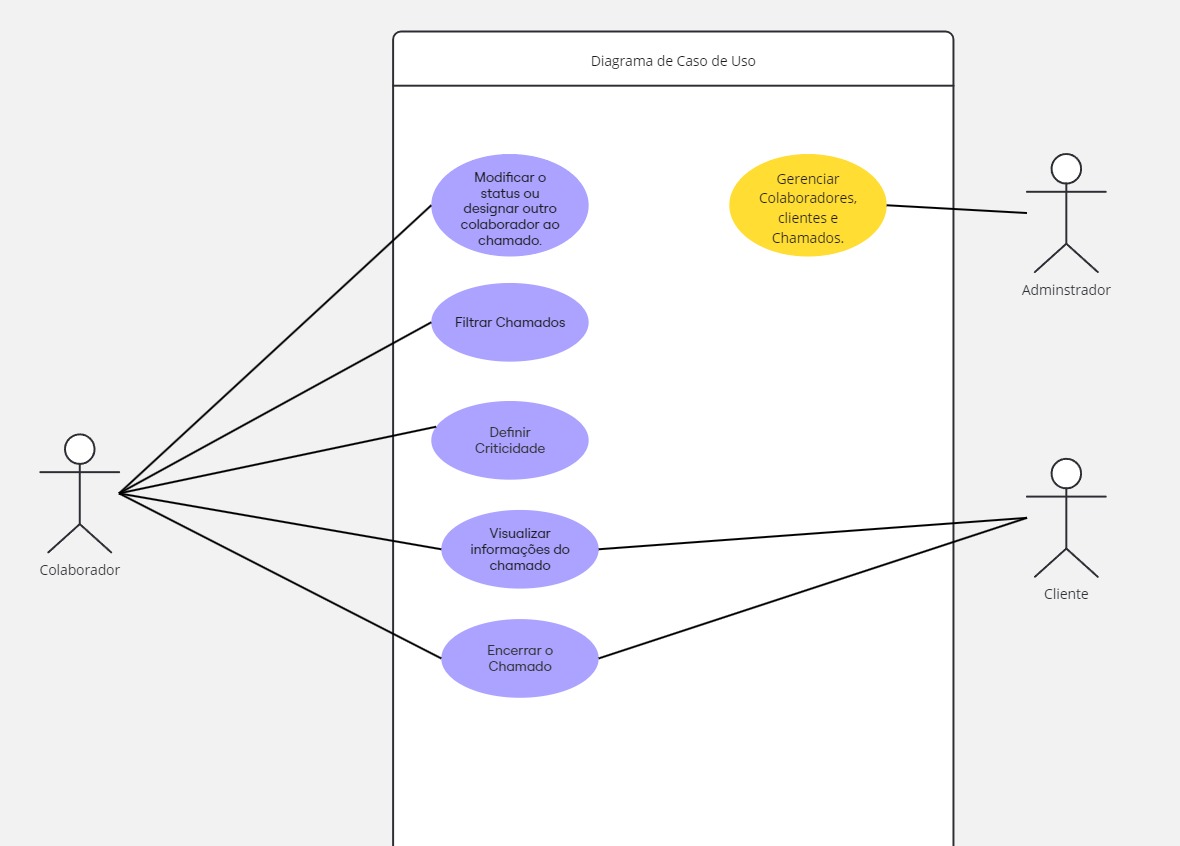 Diagrama de Caso de Uso
Modificar o
status ou
designar outro
colaborador ao
chamado.
Gerenciar
Colaboradores,
clientes e
Chamados.
Adminstrador
Filtrar Chamados
Definir
Criticidade
Colaborador
Visualizar
informações do
chamado
Cliente
Encerrar o
Chamado